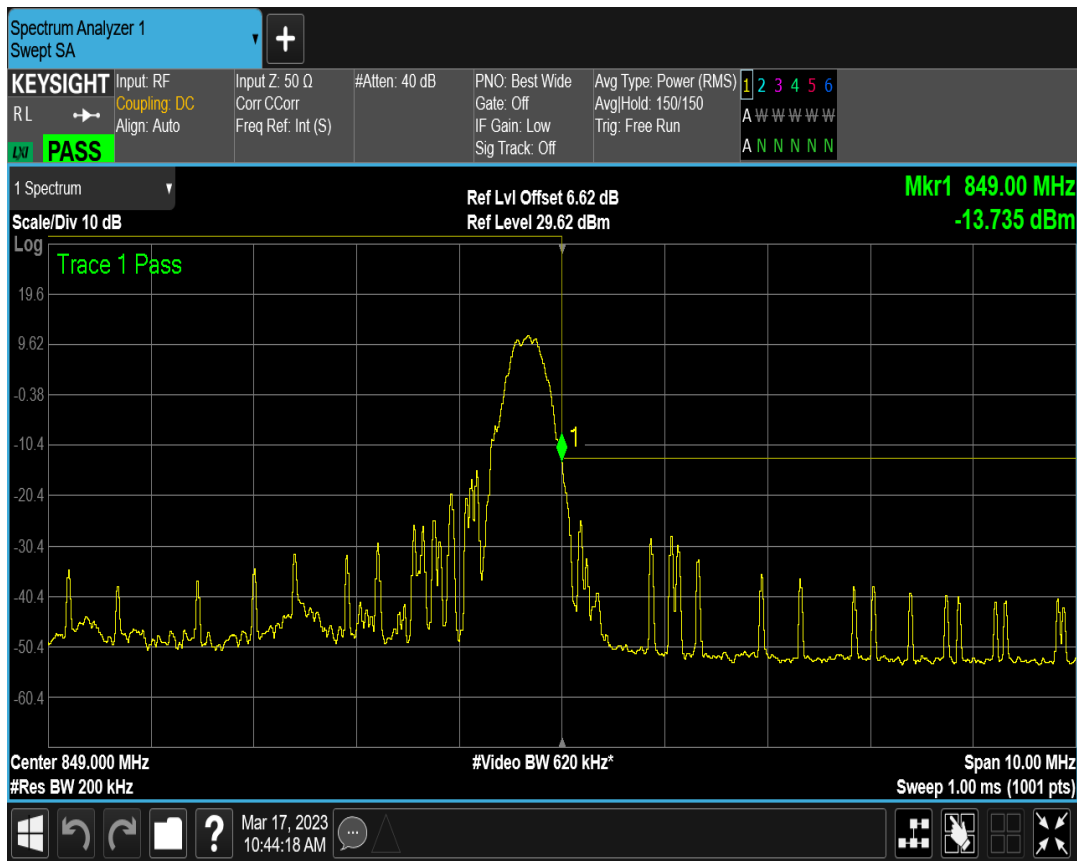 Spectrum Analyzer 1
Swept SA
+
KEYSIGHT
RL
LXI
PASS
Input: RF
Coupling: DC
Align: Auto
Input Z: 50 Ω
Corr CCorr
Freq Ref: Int (S)
#Atten: 40 dB
PNO: Best Wide
Gate: Off
IF Gain: Low
Sig Track: Off
Avg Type: Power (RMS)
Avg|Hold: 150/150
Trig: Free Run
1 2 3 4 5 6
A W W W W W
A N N N N N
1 Spectrum
Scale/Div 10 dB
Ref Lvl Offset 6.62 dB
Ref Level 29.62 dBm
Mkr1 849.00 MHz
-13.735 dBm
Log
Trace 1 Pass
19.6
9.62
-0.38
-10.4
-20.4
-30.4
-40.4
-50.4
-60.4
1
Center 849.000 MHz
#Res BW 200 kHz
#Video BW 620 kHz*
Span 10.00 MHz
Sweep 1.00 ms (1001 pts)
?
Mar 17, 2023
10:44:18 AM